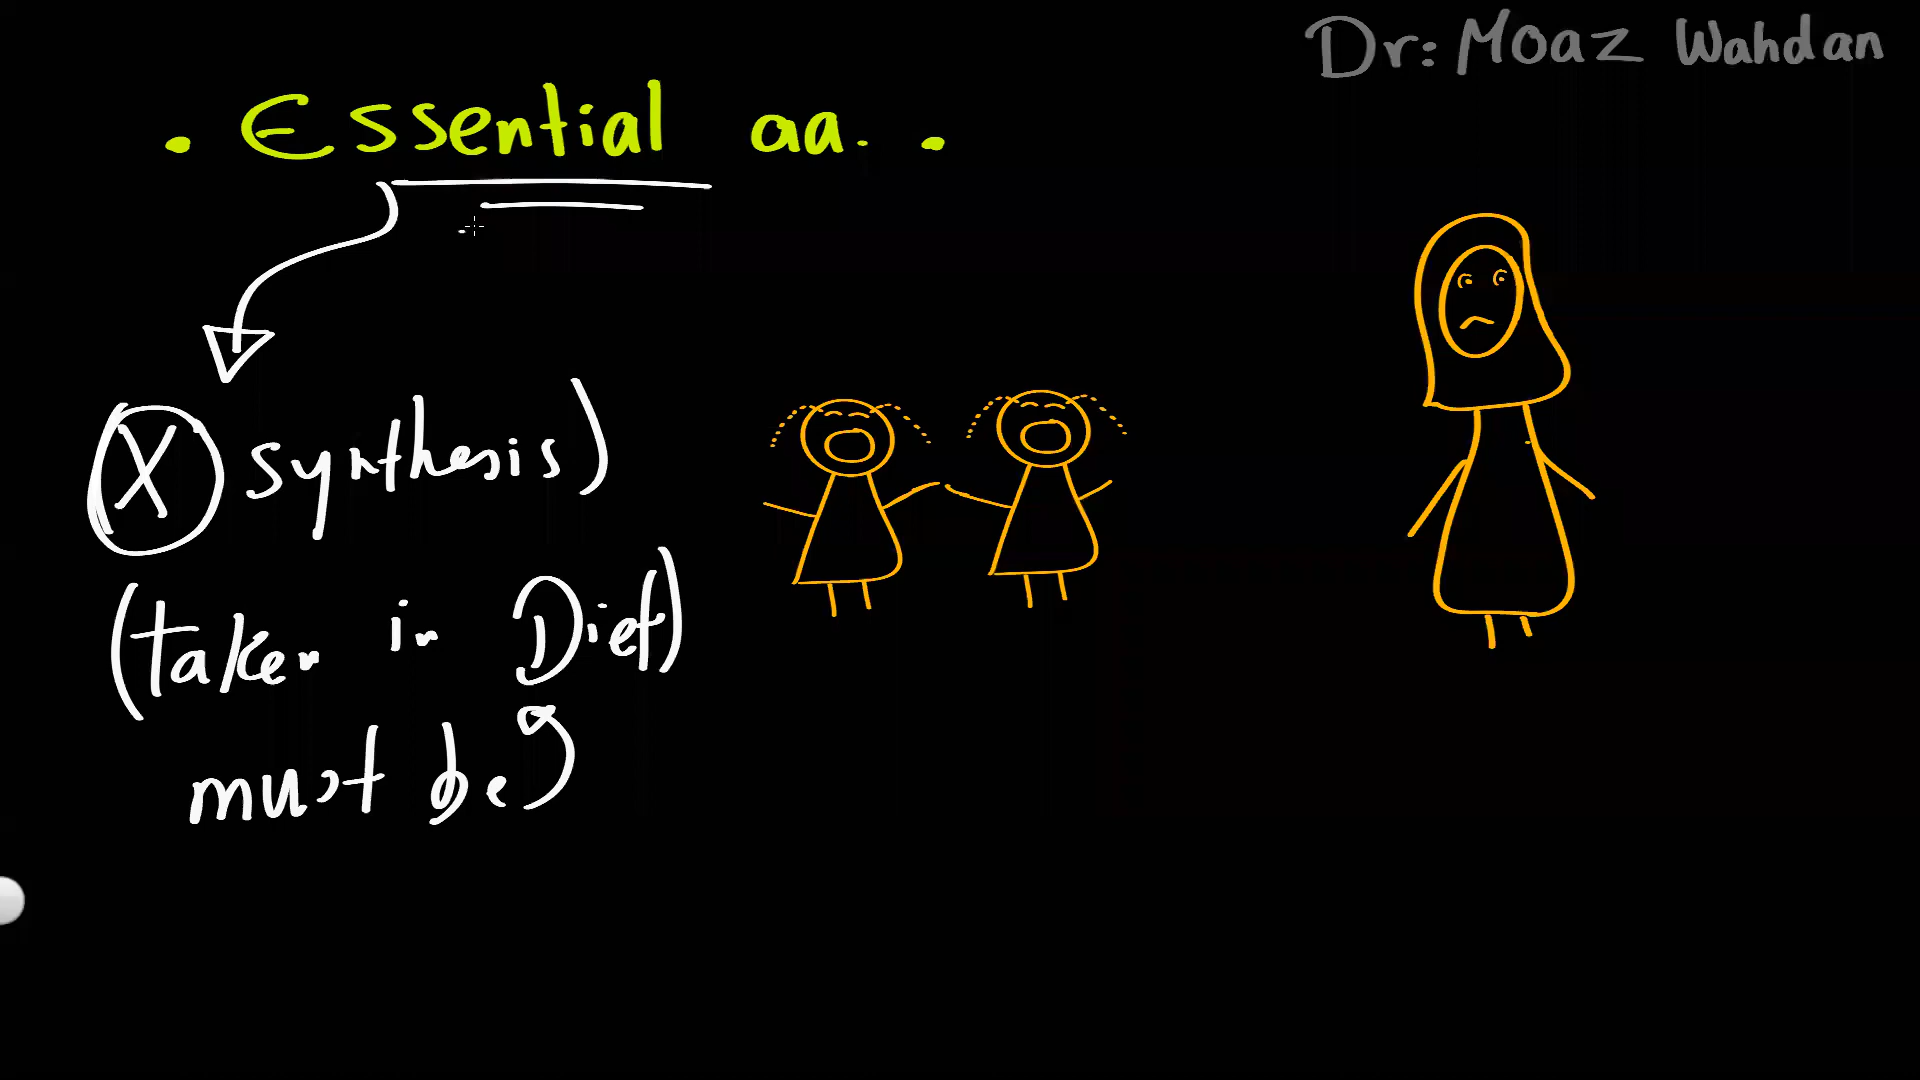 Dr: Moaz Wahdan
. Essential aa. .
X synthesis)
(taken in Diet)
must be